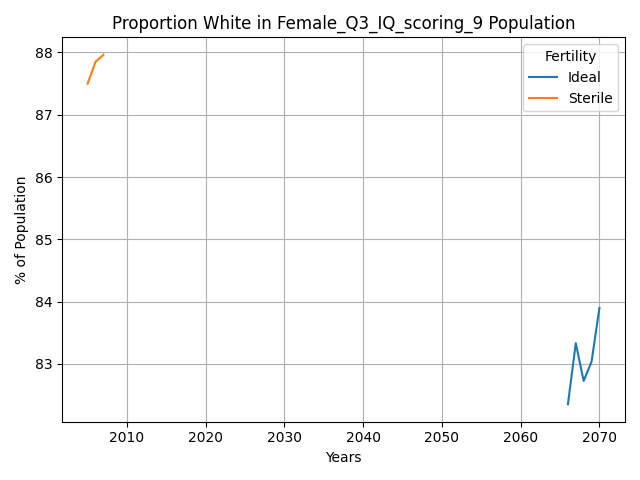 Proportion White in Female_Q3_IQ_scoring_9 Population
Fertility
Ideal
Sterile
88
87
86
85
84
83
% of Population
2010 2020 2030 2040 2050 2060 2070
Years